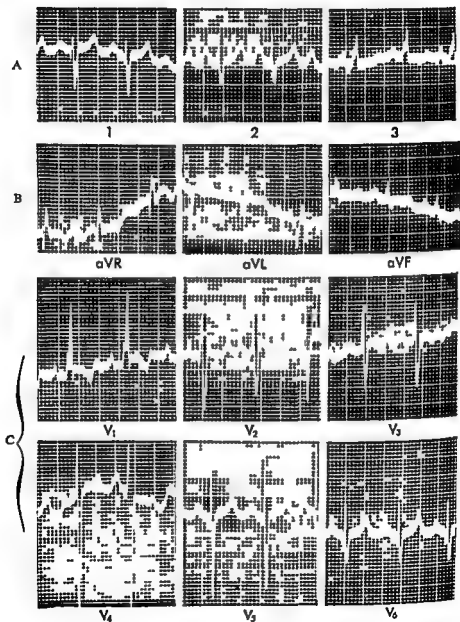 A
1 2 3
B
aVR aVL aVF
V₁ V₂ V₃
C
V₄ V₅ V₆